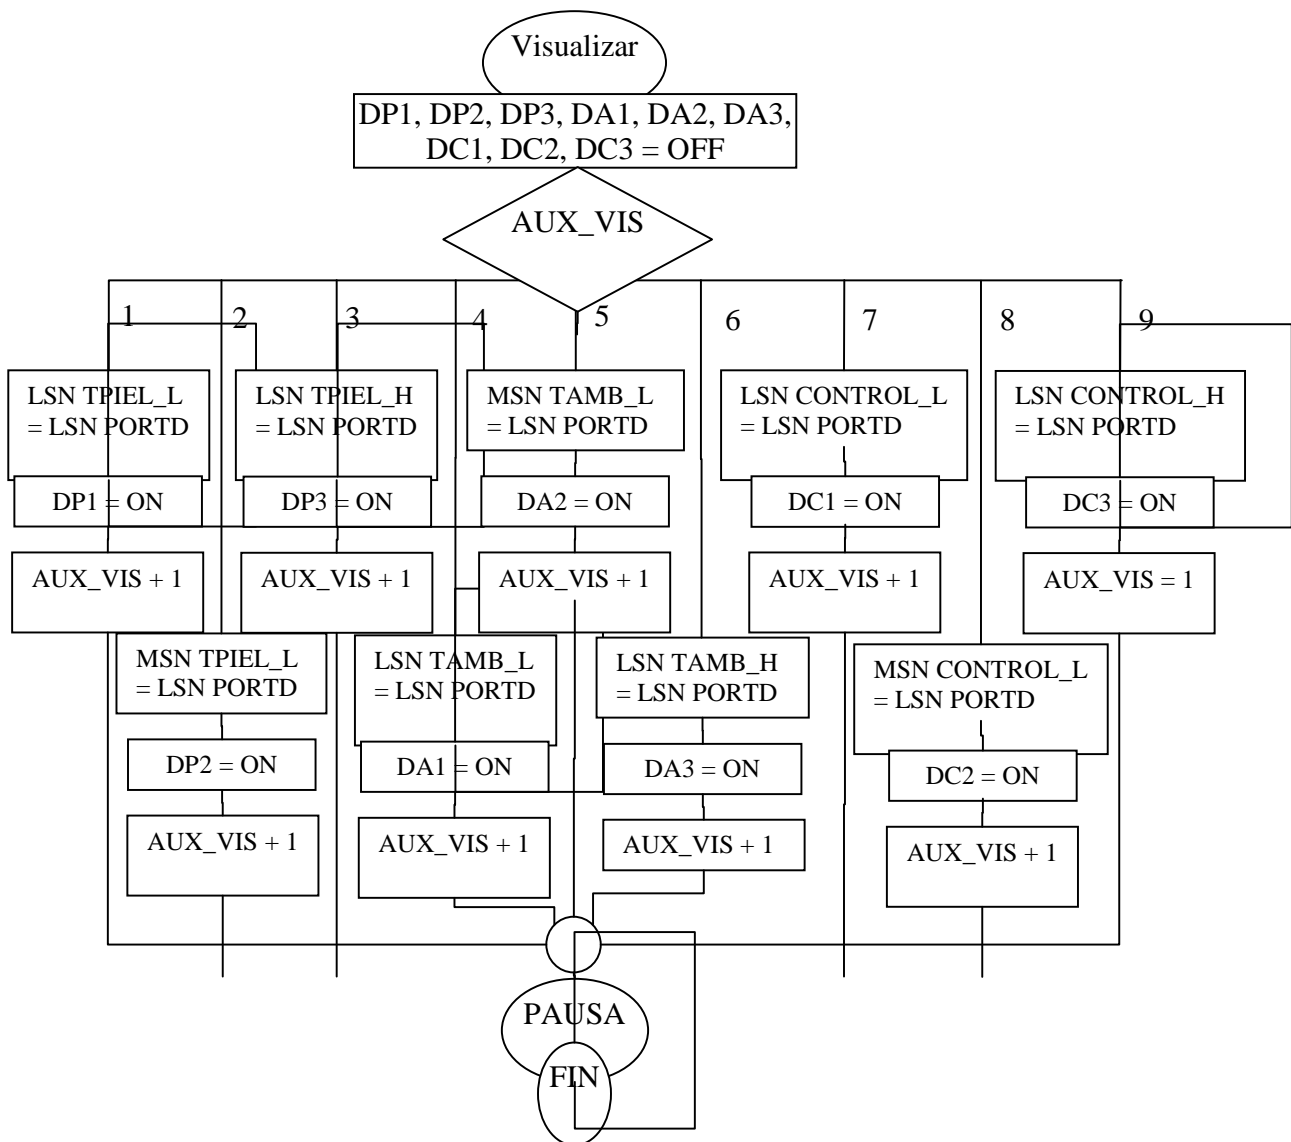 Visualizar
DP1, DP2, DP3, DA1, DA2, DA3,
DC1, DC2, DC3 = OFF
AUX_VIS
1
2
3
4
5
6
7
8
9
LSN TPIEL_L
= LSN PORTD
DP1 = ON
AUX_VIS + 1
MSN TPIEL_L
= LSN PORTD
DP2 = ON
AUX_VIS + 1
LSN TPIEL_H
= LSN PORTD
DP3 = ON
AUX_VIS + 1
LSN TAMB_L
= LSN PORTD
DA1 = ON
AUX_VIS + 1
MSN TAMB_L
= LSN PORTD
DA2 = ON
AUX_VIS + 1
LSN TAMB_H
= LSN PORTD
DA3 = ON
AUX_VIS + 1
LSN CONTROL_L
= LSN PORTD
DC1 = ON
AUX_VIS + 1
MSN CONTROL_L
= LSN PORTD
DC2 = ON
AUX_VIS + 1
LSN CONTROL_H
= LSN PORTD
DC3 = ON
AUX_VIS = 1
PAUSA
FIN